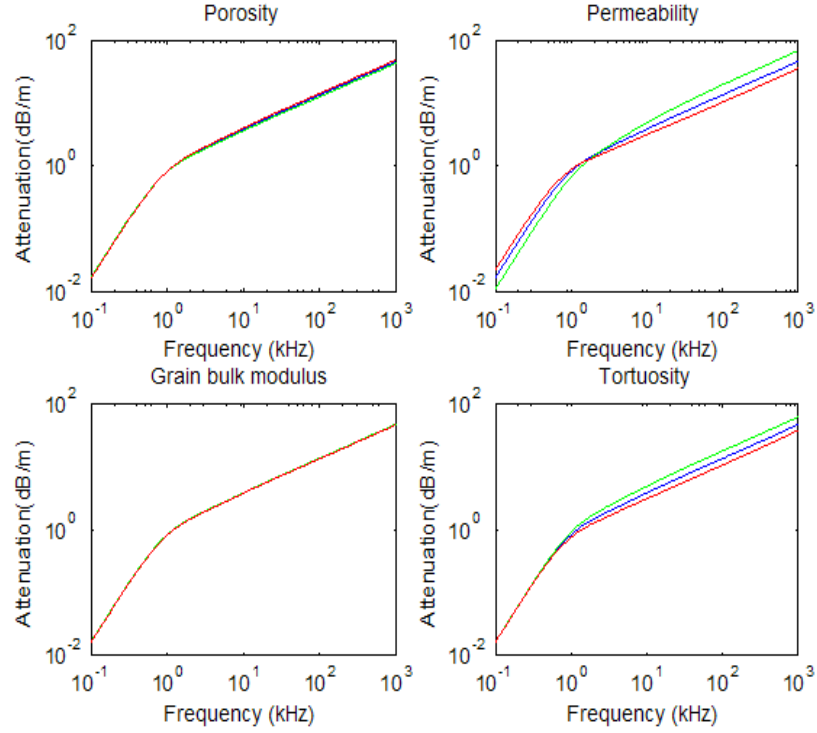 Porosity
Attenuation(dB/m)
10^2
10^0
10^-2
10^-1 10^0 10^1 10^2 10^3
Frequency (kHz)
Permeability
Attenuation(dB/m)
10^2
10^0
10^-2
10^-1 10^0 10^1 10^2 10^3
Frequency (kHz)
Grain bulk modulus
Attenuation(dB/m)
10^2
10^0
10^-2
10^-1 10^0 10^1 10^2 10^3
Frequency (kHz)
Tortuosity
Attenuation(dB/m)
10^2
10^0
10^-2
10^-1 10^0 10^1 10^2 10^3
Frequency (kHz)